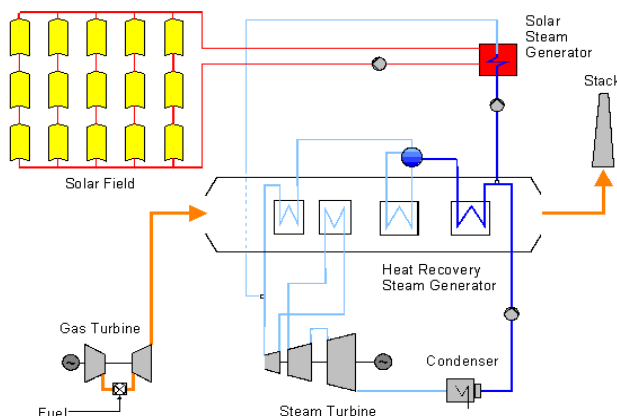 Solar
Steam
Generator
Stack
Solar Field
Heat Recovery
Steam Generator
Gas Turbine
Condenser
Fuel
Steam Turbine